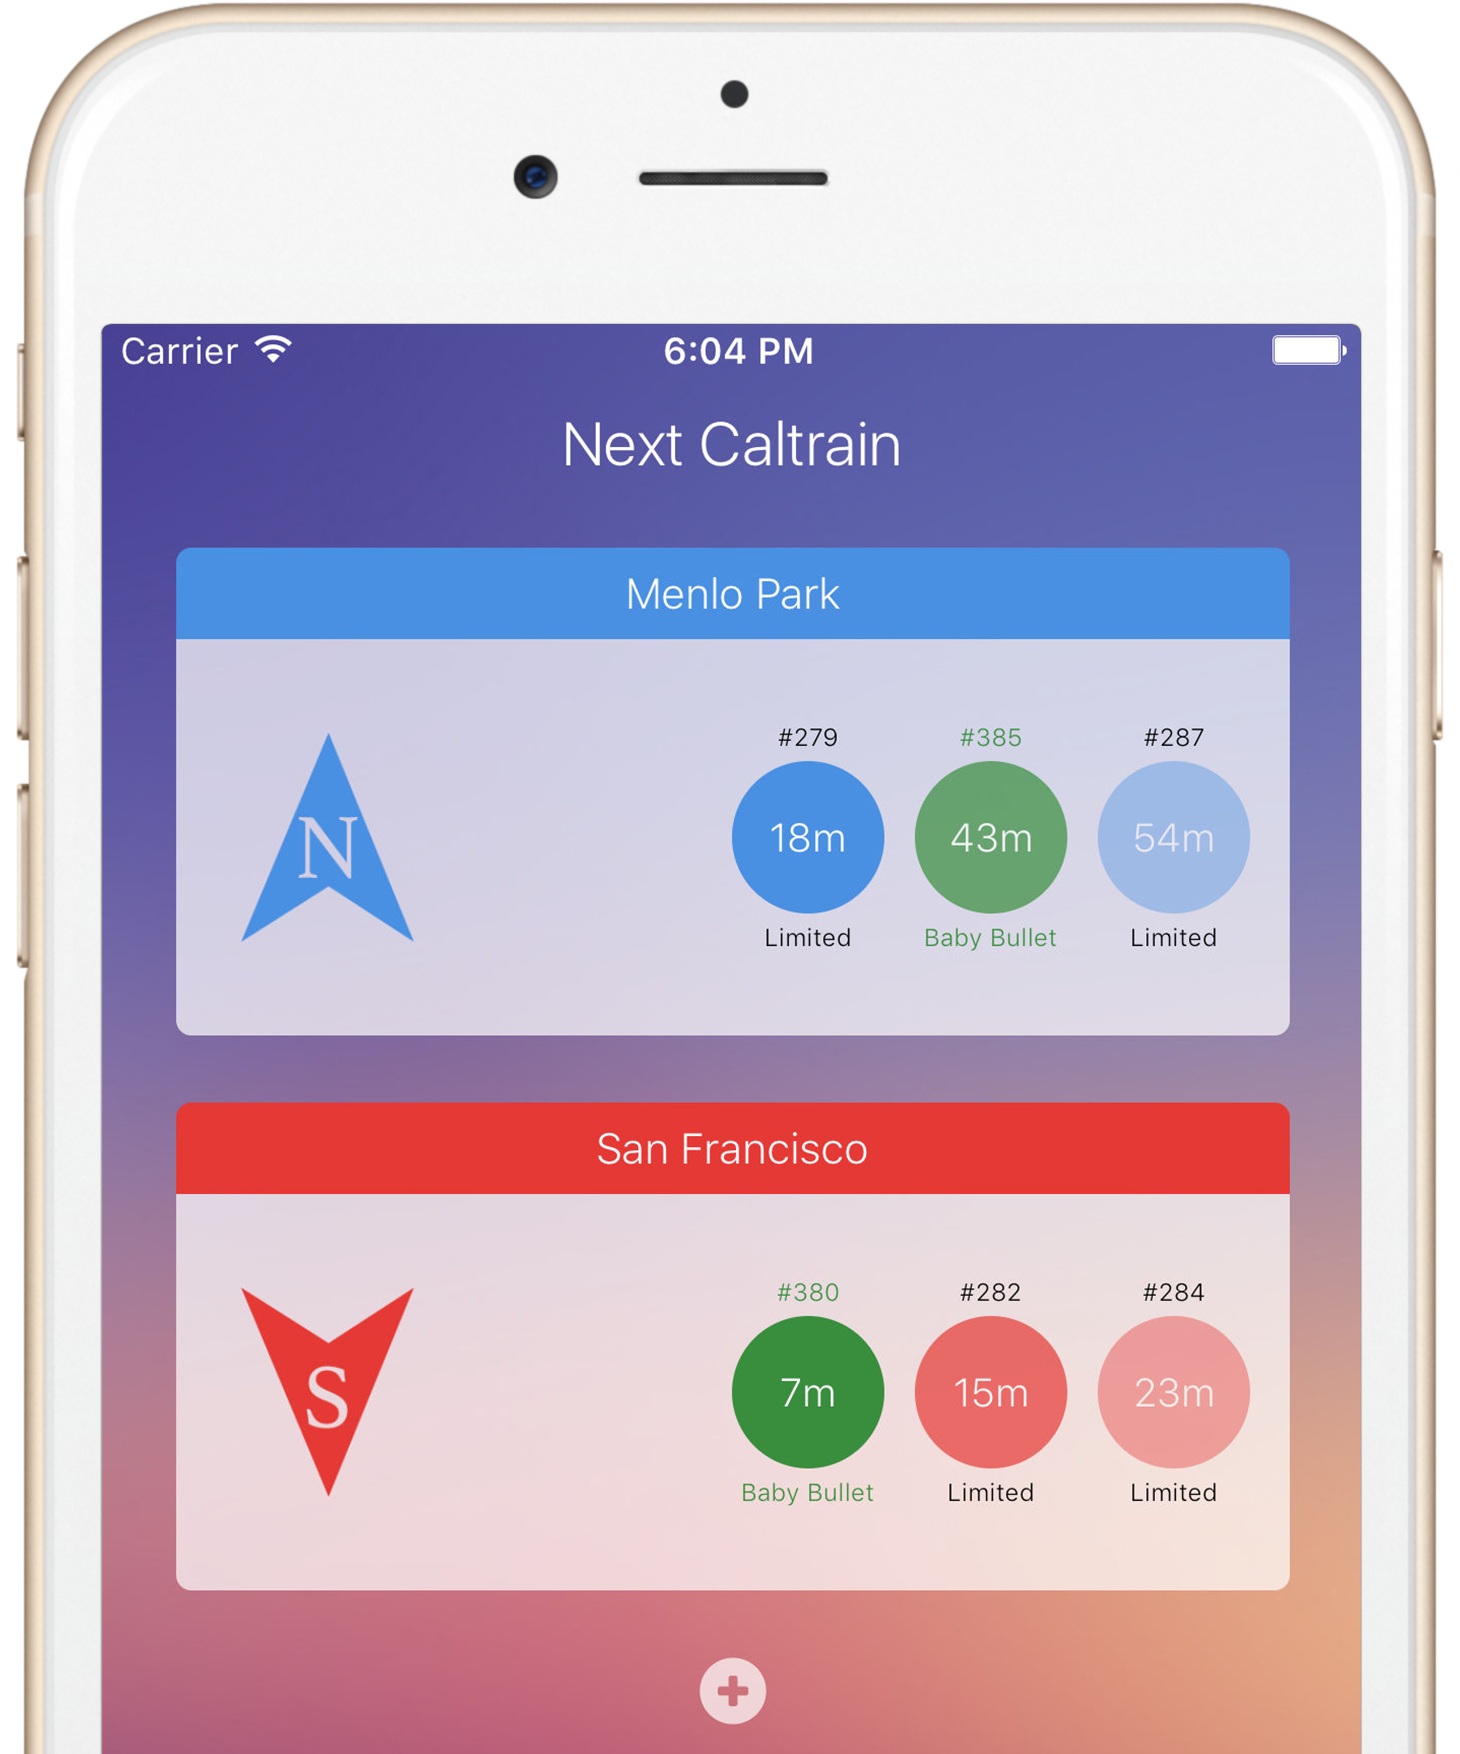 Carrier 6:04 PM
Next Caltrain
Menlo Park
N
#279 #385 #287
18m 43m 54m
Limited Baby Bullet Limited
San Francisco
S
#380 #282 #284
7m 15m 23m
Baby Bullet Limited Limited